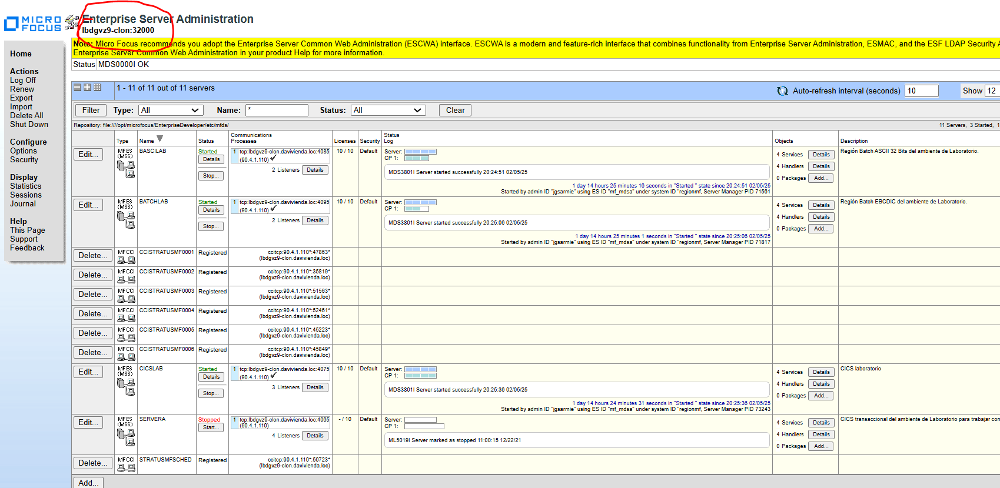 MICRO
FOCUS
Enterprise Server Administration
lbdgvz9-clon:32000
Note: Micro Focus recommends you adopt the Enterprise Server Common Web Administration (ESCWA) interface. ESCWA is a modern and feature-rich interface that combines functionality from Enterprise Server Administration, ESMAC, and the ESF LDAP Security
Enterprise Server Common Web Administration in your product Help for more information.
Status MDS0000I OK
Home
Actions
Log Off
Renew
Export
Import
Delete All
Shut Down
Configure
Options
Security
Display
Statistics
Sessions
Journal
Help
This Page
Support
Feedback
1 - 11 of 11 out of 11 servers
Auto-refresh interval (seconds) 10 Show 12
Filter Type: All Name: * Status: All Clear
Repository: file:////opt/microfocus/EnterpriseDeveloper/etc/mfds/ 11 Servers, 3 Started, 1
Type Name Status Communications Processes Licenses Security Status Log Objects Description
Edit... MFES (MSS) BASCILAB Started Details Stop...
1 tcp:lbdgvz9-clon.davivienda.loc:4085 (90.4.1.110)
2 Listeners Details
10 / 10 Default
Server:
CP 1:
MDS3801I Server started successfully 20:24:51 02/05/25
1 day 14 hours 25 minutes 16 seconds in "Started " state since 20:24:51 02/05/25
Started by admin ID "jgsarmie" using ES ID "mf_mdsa" under system ID "regionmf, Server Manager PID 71561
4 Services Details
4 Handlers Details
0 Packages Add...
Región Batch ASCII 32 Bits del ambiente de Laboratorio.
Edit... MFES (MSS) BATCHLAB Started Details Stop...
1 tcp:lbdgvz9-clon.davivienda.loc:4095 (90.4.1.110)
2 Listeners Details
10 / 10 Default
Server:
CP 1:
MDS3801I Server started successfully 20:25:06 02/05/25
1 day 14 hours 25 minutes 1 seconds in "Started " state since 20:25:06 02/05/25
Started by admin ID "jgsarmie" using ES ID "mf_mdsa" under system ID "regionmf, Server Manager PID 71817
4 Services Details
4 Handlers Details
0 Packages Add...
Región Batch EBCDIC del ambiente de Laboratorio.
Delete... MFCCI CCISTRATUSMF0001 Registered ccitcp:90.4.1.110*:47863*
(lbdgvz9-clon.davivienda.loc)
Delete... MFCCI CCISTRATUSMF0002 Registered ccitcp:90.4.1.110*:35819*
(lbdgvz9-clon.davivienda.loc)
Delete... MFCCI CCISTRATUSMF0003 Registered ccitcp:90.4.1.110*:51563*
(lbdgvz9-clon.davivienda.loc)
Delete... MFCCI CCISTRATUSMF0004 Registered ccitcp:90.4.1.110*:52461*
(lbdgvz9-clon.davivienda.loc)
Delete... MFCCI CCISTRATUSMF0005 Registered ccitcp:90.4.1.110*:45223*
(lbdgvz9-clon.davivienda.loc)
Delete... MFCCI CCISTRATUSMF0006 Registered ccitcp:90.4.1.110*:45849*
(lbdgvz9-clon.davivienda.loc)
Edit... MFES (MSS) CICSLAB Started Details Stop...
1 tcp:lbdgvz9-clon.davivienda.loc:4075 (90.4.1.110)
3 Listeners Details
10 / 10 Default
Server:
CP 1:
MDS3801I Server started successfully 20:25:36 02/05/25
1 day 14 hours 24 minutes 31 seconds in "Started " state since 20:25:36 02/05/25
Started by admin ID "jgsarmie" using ES ID "mf_mdsa" under system ID "regionmf, Server Manager PID 73243
4 Services Details
4 Handlers Details
0 Packages Add...
CICS laboratorio
Edit... MFES (MSS) SERVERA Stopped Start...
1 tcp:lbdgvz9-clon.davivienda.loc:4065 (90.4.1.110)
4 Listeners Details
- / 10 Default
Server:
CP 1:
ML5019I Server marked as stopped 11:00:15 12/22/21
4 Services Details
4 Handlers Details
0 Packages Add...
CICS transaccional del ambiente de Laboratorio para trabajar con
Delete... MFCCI STRATUSMFSCHED Registered ccitcp:90.4.1.110*:50723*
(lbdgvz9-clon.davivienda.loc)
Add...